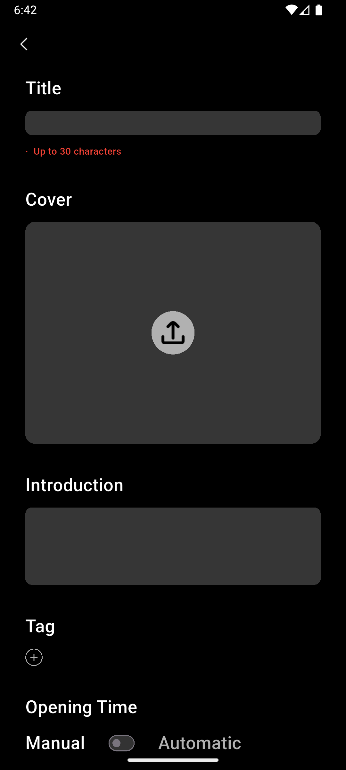 6:42
Title
· Up to 30 characters
Cover
Introduction
Tag
Opening Time
Manual Automatic